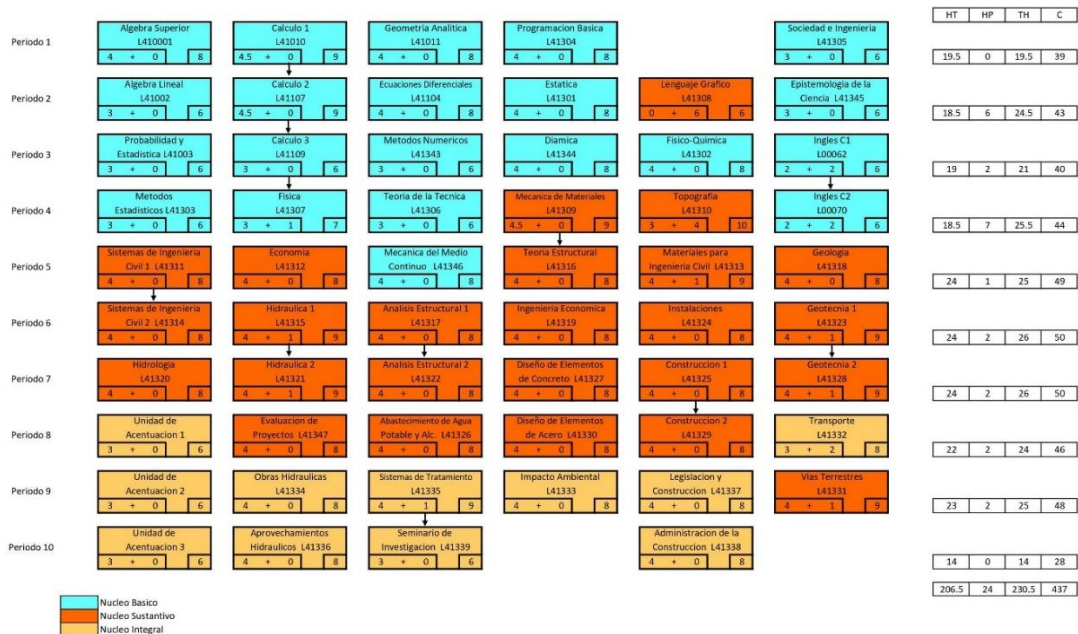 HT HP TH C
Periodo 1
Algebra Superior
L410001
4 + 0 8
Calculo 1
L41010
4.5 + 0 9
Geometria Analitica
L41011
4 + 0 8
Programacion Basica
L41304
4 + 0 8
Sociedad e Ingenieria
L41305
3 + 0 6
19.5 0 19.5 39
Periodo 2
Algebra Lineal
L41002
3 + 0 6
Calculo 2
L41107
4.5 + 0 9
Ecuaciones Diferenciales
L41104
4 + 0 8
Estatica
L41301
4 + 0 8
Lenguaje Grafico
L41308
0 + 6 6
Epistemologia de la
Ciencia L41345
3 + 0 6
18.5 6 24.5 43
Periodo 3
Probabilidad y
Estadistica L41003
3 + 0 6
Calculo 3
L41109
3 + 0 6
Metodos Numericos
L41343
3 + 0 6
Diamica
L41344
4 + 0 8
Fisico-Quimica
L41302
4 + 0 8
Ingles C1
L00062
2 + 2 6
19 2 21 40
Periodo 4
Metodos
Estadisticos L41303
3 + 0 6
Fisica
L41307
3 + 1 7
Teoria de la Tecnica
L41306
3 + 0 6
Mecanica de Materiales
L41309
4.5 + 0 9
Topografia
L41310
3 + 4 10
Ingles C2
L00070
2 + 2 6
18.5 7 25.5 44
Periodo 5
Sistemas de Ingenieria
Civil 1 L41311
4 + 0 8
Economia
L41312
4 + 0 8
Mecanica del Medio
Continuo L41346
4 + 0 8
Teoria Estructural
L41316
4 + 0 8
Materiales para
Ingenieria Civil L41313
4 + 1 9
Geologia
L41318
4 + 0 8
24 1 25 49
Periodo 6
Sistemas de Ingenieria
Civil 2 L41314
4 + 0 8
Hidraulica 1
L41315
4 + 1 9
Analisis Estructural 1
L41317
4 + 0 8
Ingenieria Economica
L41319
4 + 0 8
Instalaciones
L41324
4 + 0 8
Geotecnia 1
L41323
4 + 1 9
24 2 26 50
Periodo 7
Hidrologia
L41320
4 + 0 8
Hidraulica 2
L41321
4 + 1 9
Analisis Estructural 2
L41322
4 + 0 8
Diseño de Elementos
de Concreto L41327
4 + 0 8
Construccion 1
L41325
4 + 0 8
Geotecnia 2
L41328
4 + 1 9
24 2 26 50
Periodo 8
Unidad de
Acentuacion 1
3 + 0 6
Evaluacion de
Proyectos L41347
4 + 0 8
Abastecimiento de Agua
Potable y Alc. L41326
4 + 0 8
Diseño de Elementos
de Acero L41330
4 + 0 8
Construccion 2
L41329
4 + 0 8
Transporte
L41332
3 + 2 8
22 2 24 46
Periodo 9
Unidad de
Acentuacion 2
3 + 0 6
Obras Hidraulicas
L41334
4 + 0 8
Sistemas de Tratamiento
L41335
4 + 1 9
Impacto Ambiental
L41333
4 + 0 8
Legislacion y
Construccion L41337
4 + 0 8
Vias Terrestres
L41331
4 + 1 9
23 2 25 48
Periodo 10
Unidad de
Acentuacion 3
3 + 0 6
Aprovechamientos
Hidraulicos L41336
4 + 0 8
Seminario de
Investigacion L41339
3 + 0 6
Administracion de la
Construccion L41338
4 + 0 8
14 0 14 28
206.5 24 230.5 437
Nucleo Basico
Nucleo Sustantivo
Nucleo Integral